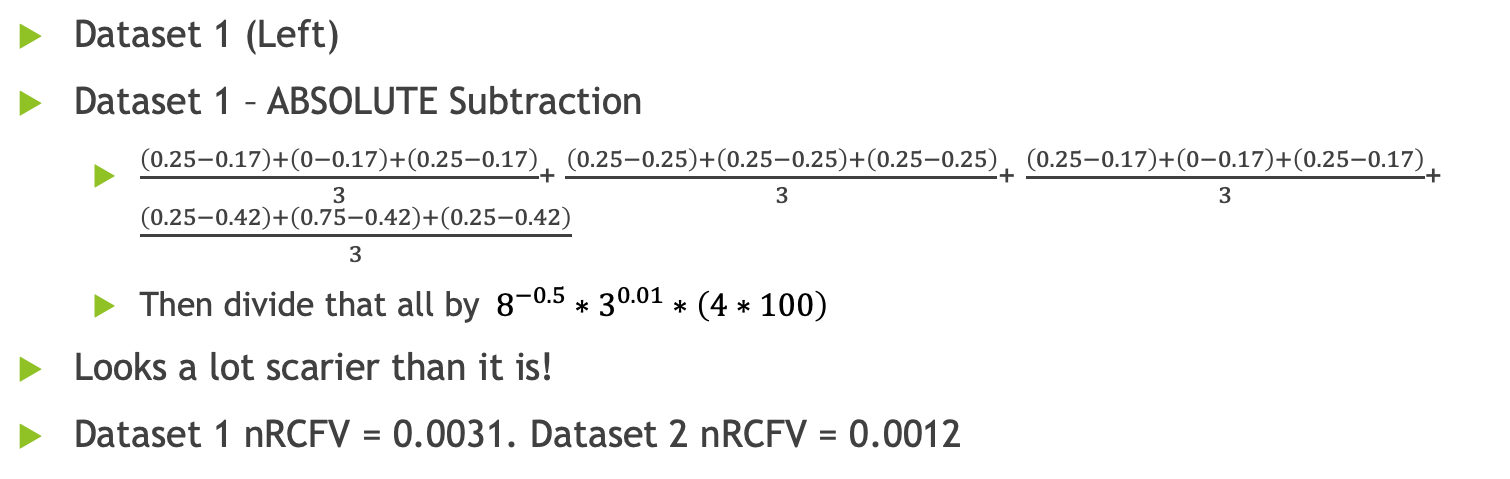 Dataset 1 (Left)
Dataset 1 – ABSOLUTE Subtraction
(0.25−0.17)+(0−0.17)+(0.25−0.17)/3 + (0.25−0.25)+(0.25−0.25)+(0.25−0.25)/3 + (0.25−0.17)+(0−0.17)+(0.25−0.17)/3 +
(0.25−0.42)+(0.75−0.42)+(0.25−0.42)/3
Then divide that all by 8^−0.5 ∗ 3^0.01 ∗ (4 ∗ 100)
Looks a lot scarier than it is!
Dataset 1 nRCFV = 0.0031. Dataset 2 nRCFV = 0.0012